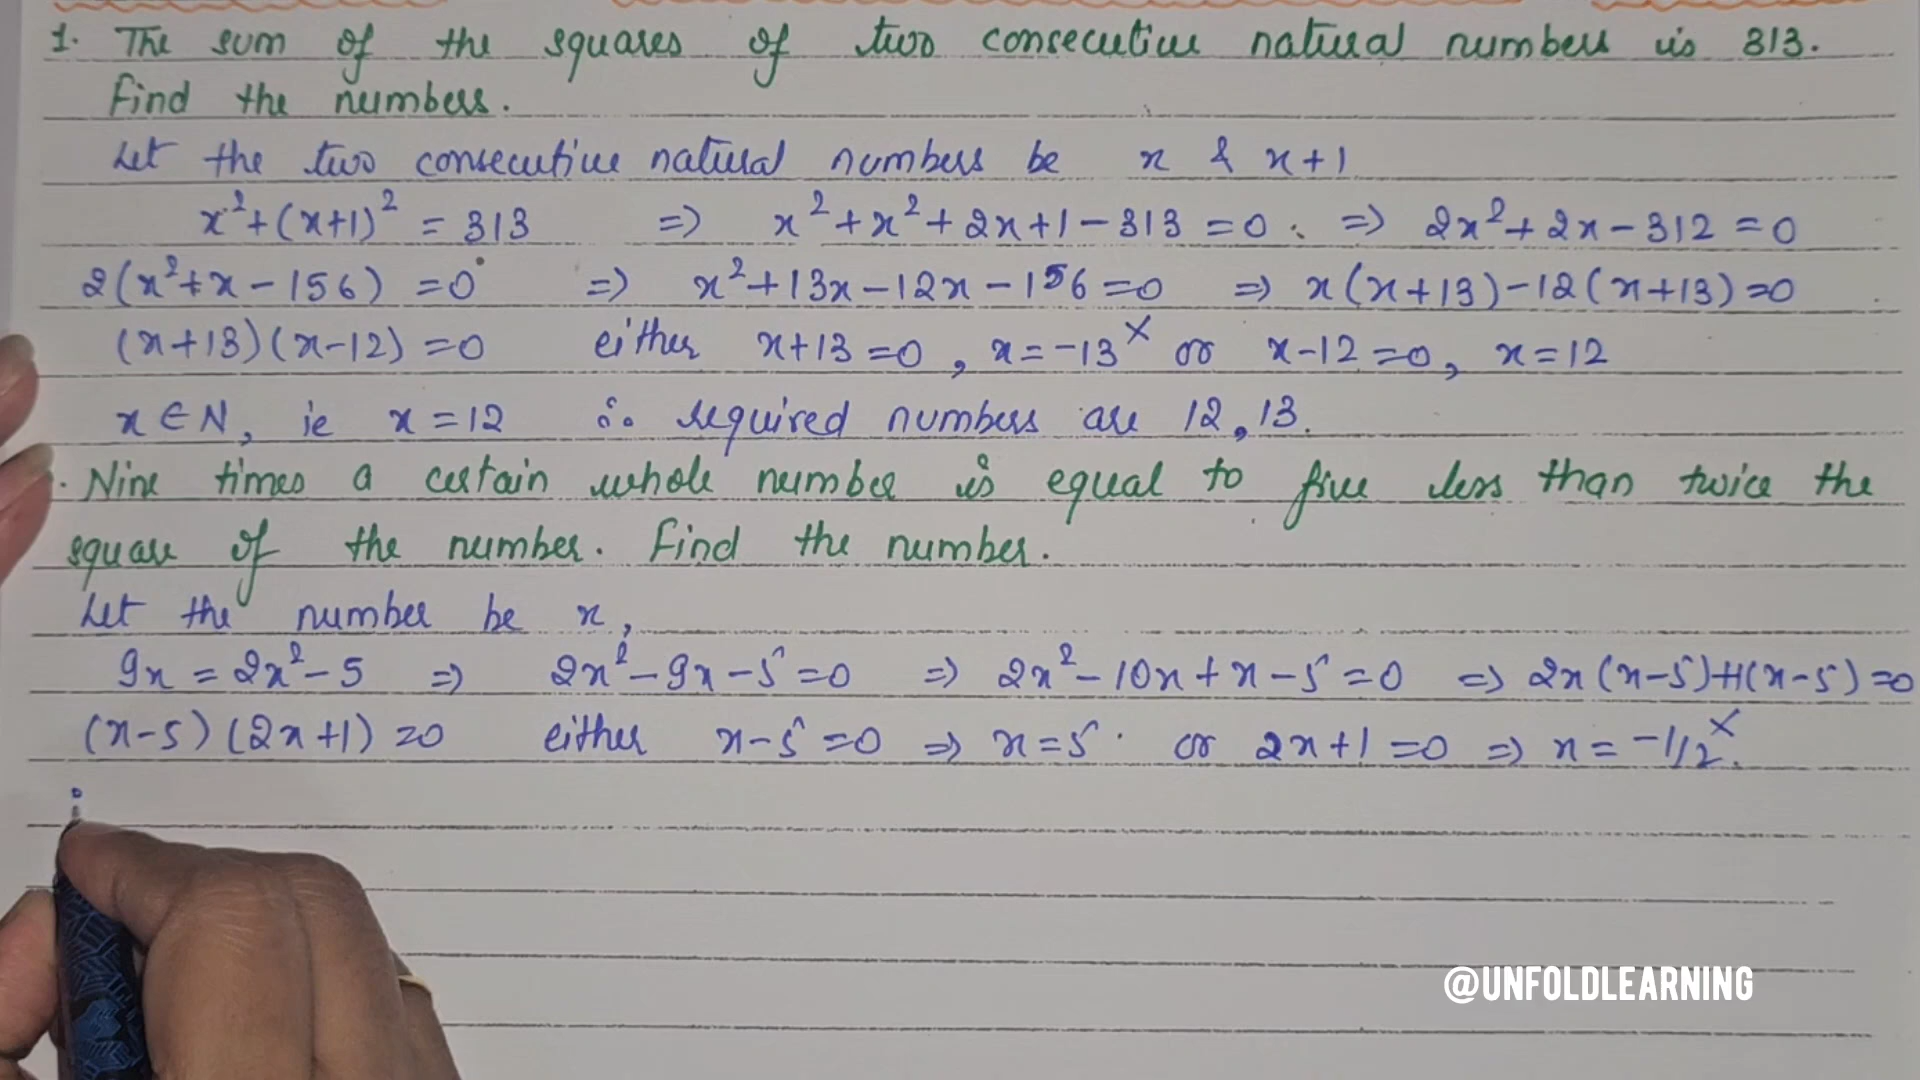 1. The sum of the squares of two consecutive natural numbers is 313.
Find the numbers.
Let the two consecutive natural numbers be x & x+1
x²+(x+1)² = 313 => x²+x²+2x+1-313=0. => 2x²+2x-312=0
2(x²+x-156)=0 => x²+13x-12x-156=0 => x(x+13)-12(x+13)=0
(x+13)(x-12)=0 either x+13=0, x=-13× or x-12=0, x=12
x∈N, ie x=12 ∴ required numbers are 12,13.
. Nine times a certain whole number is equal to five less than twice the
square of the number. Find the number.
Let the number be x,
9x=2x²-5 => 2x²-9x-5=0 => 2x²-10x+x-5=0 => 2x(x-5)+1(x-5)=0
(x-5)(2x+1)=0 either x-5=0 => x=5. or 2x+1=0 => x=-1/2×.
@UNFOLDLEARNING